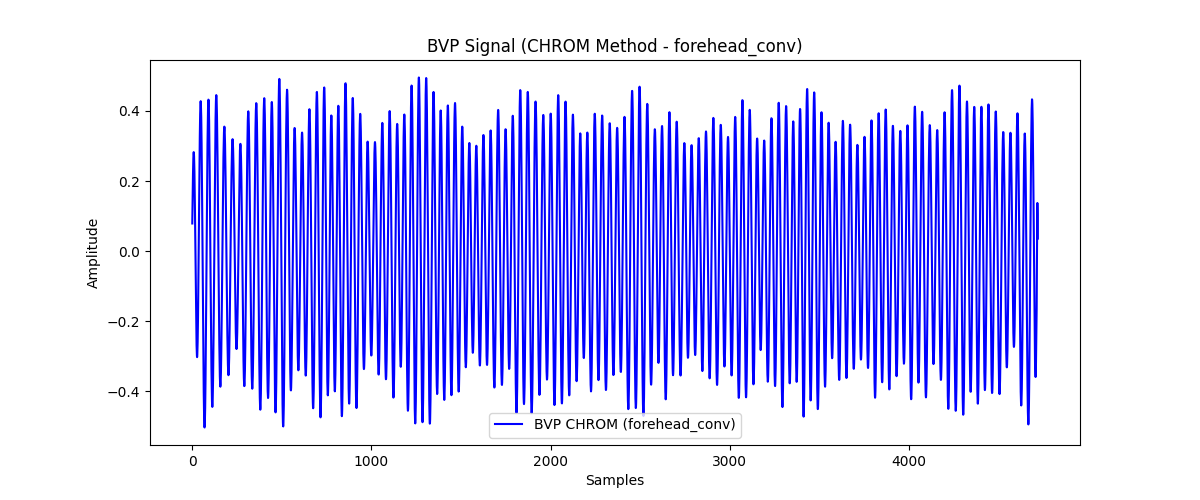 BVP Signal (CHROM Method - forehead_conv)
Amplitude
0.4
0.2
0.0
−0.2
−0.4
BVP CHROM (forehead_conv)
0 1000 2000 3000 4000
Samples